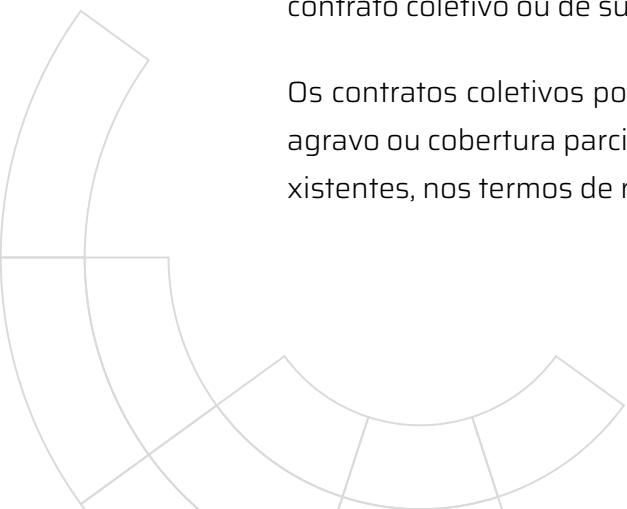 contrato coletivo ou de su
Os contratos coletivos po
agravo ou cobertura parci
xistentes, nos termos de